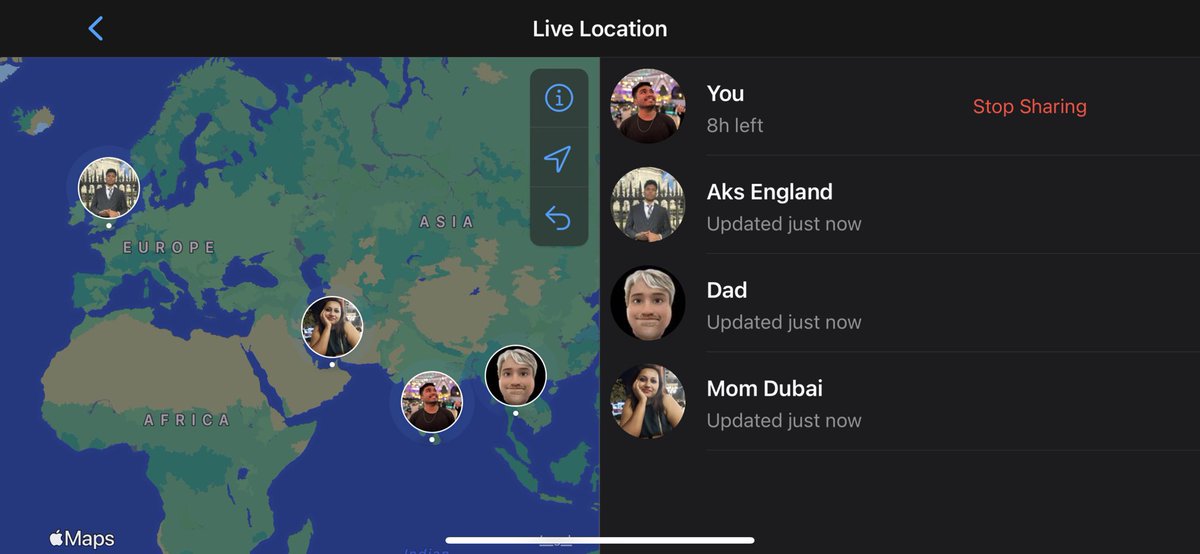 Live Location
EUROPE
ASIA
AFRICA
Maps
Indian
You
8h left
Stop Sharing
Aks England
Updated just now
Dad
Updated just now
Mom Dubai
Updated just now